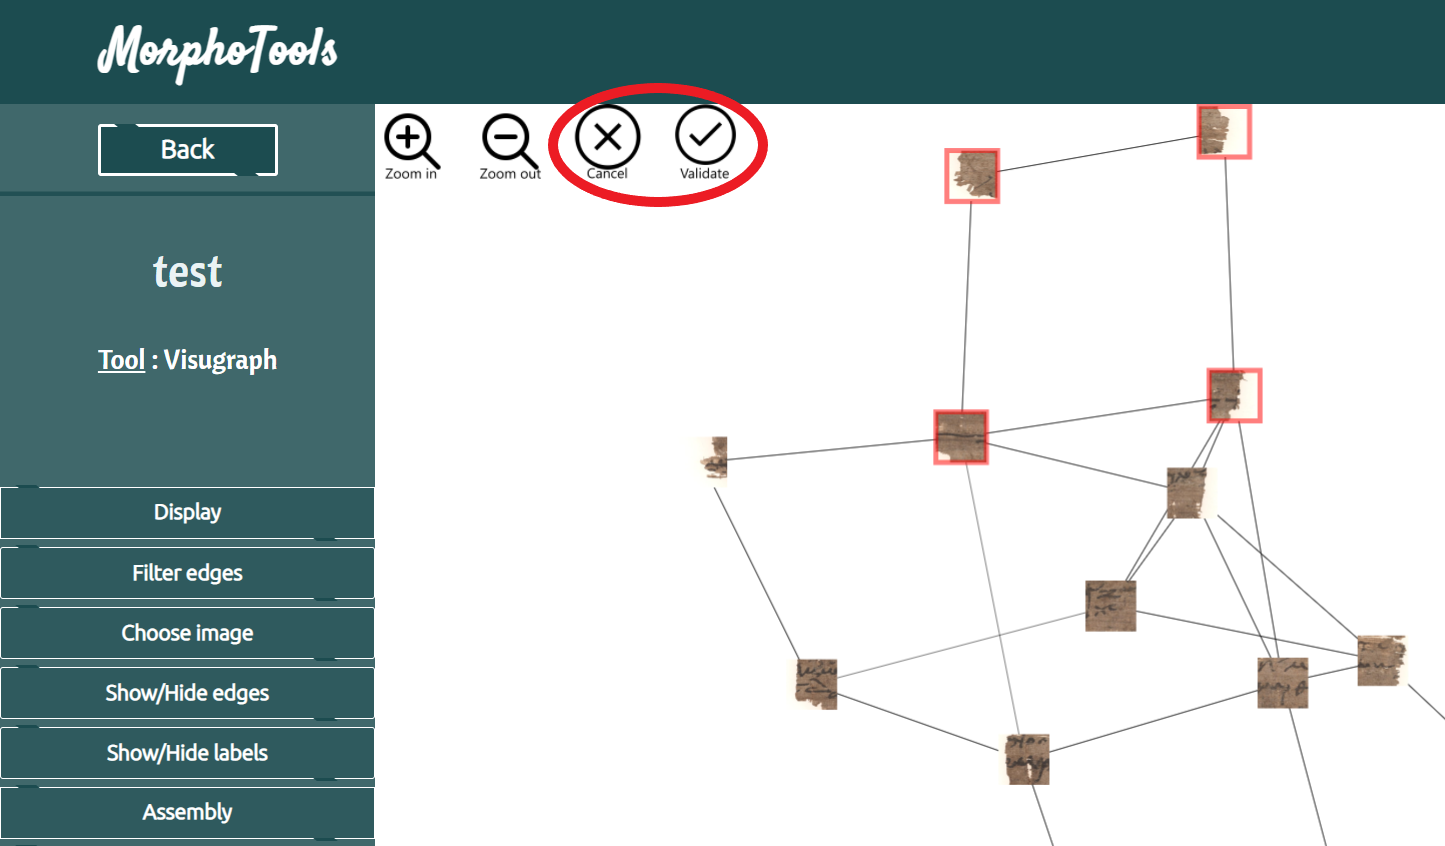 MorphoTools
Back
Zoom in
Zoom out
Cancel
Validate
test
Tool : Visugraph
Display
Filter edges
Choose image
Show/Hide edges
Show/Hide labels
Assembly